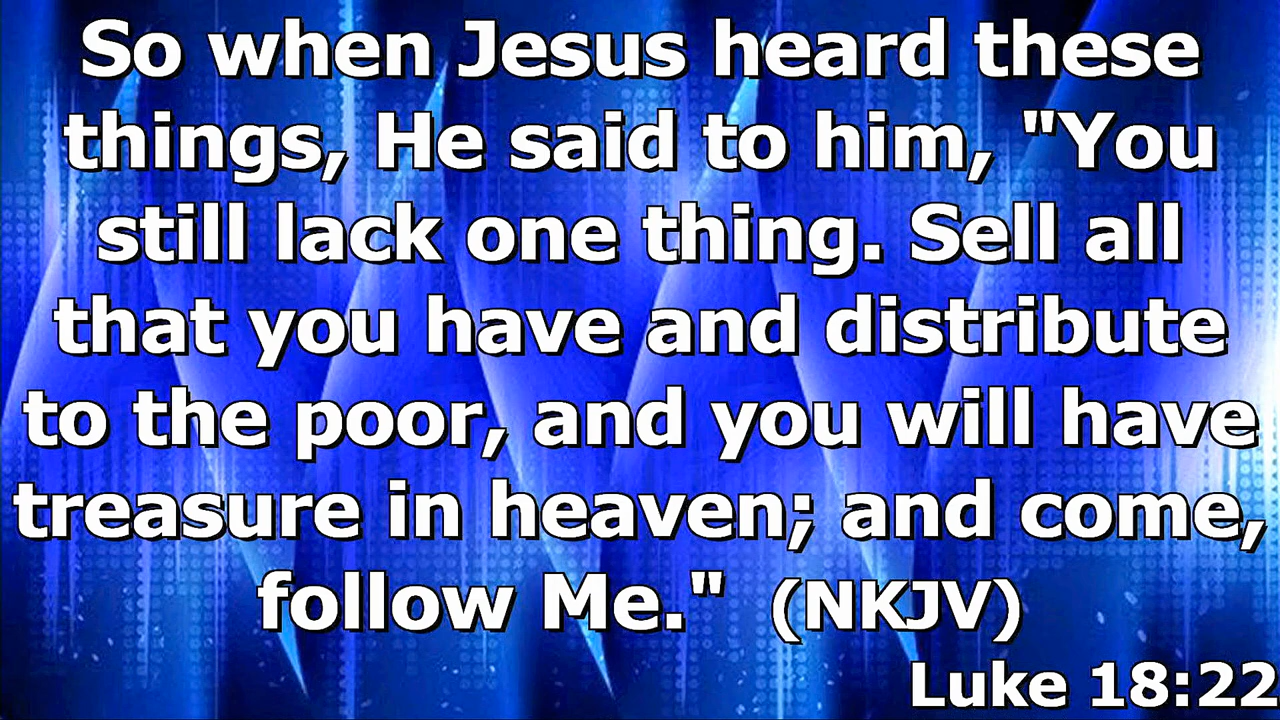 So when Jesus heard these
things, He said to him, "You
still lack one thing. Sell all
that you have and distribute
to the poor, and you will have
treasure in heaven; and come,
follow Me." (NKJV)
Luke 18:22